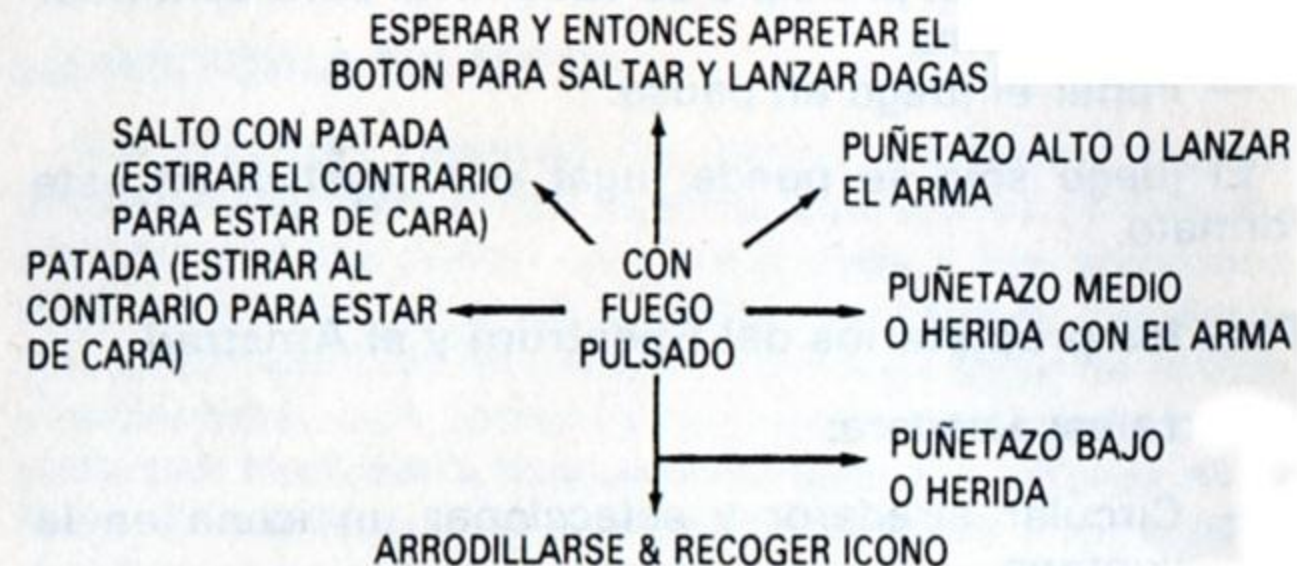 ESPERAR Y ENTONCES APRETAR EL
BOTON PARA SALTAR Y LANZAR DAGAS
SALTO CON PATADA
(ESTIRAR EL CONTRARIO
PARA ESTAR DE CARA)
PUÑETAZO ALTO O LANZAR
EL ARMA
PATADA (ESTIRAR AL
CONTRARIO PARA ESTAR
DE CARA)
CON
FUEGO
PULSADO
PUÑETAZO MEDIO
O HERIDA CON EL ARMA
PUÑETAZO BAJO
O HERIDA
ARRODILLARSE & RECOGER ICONO